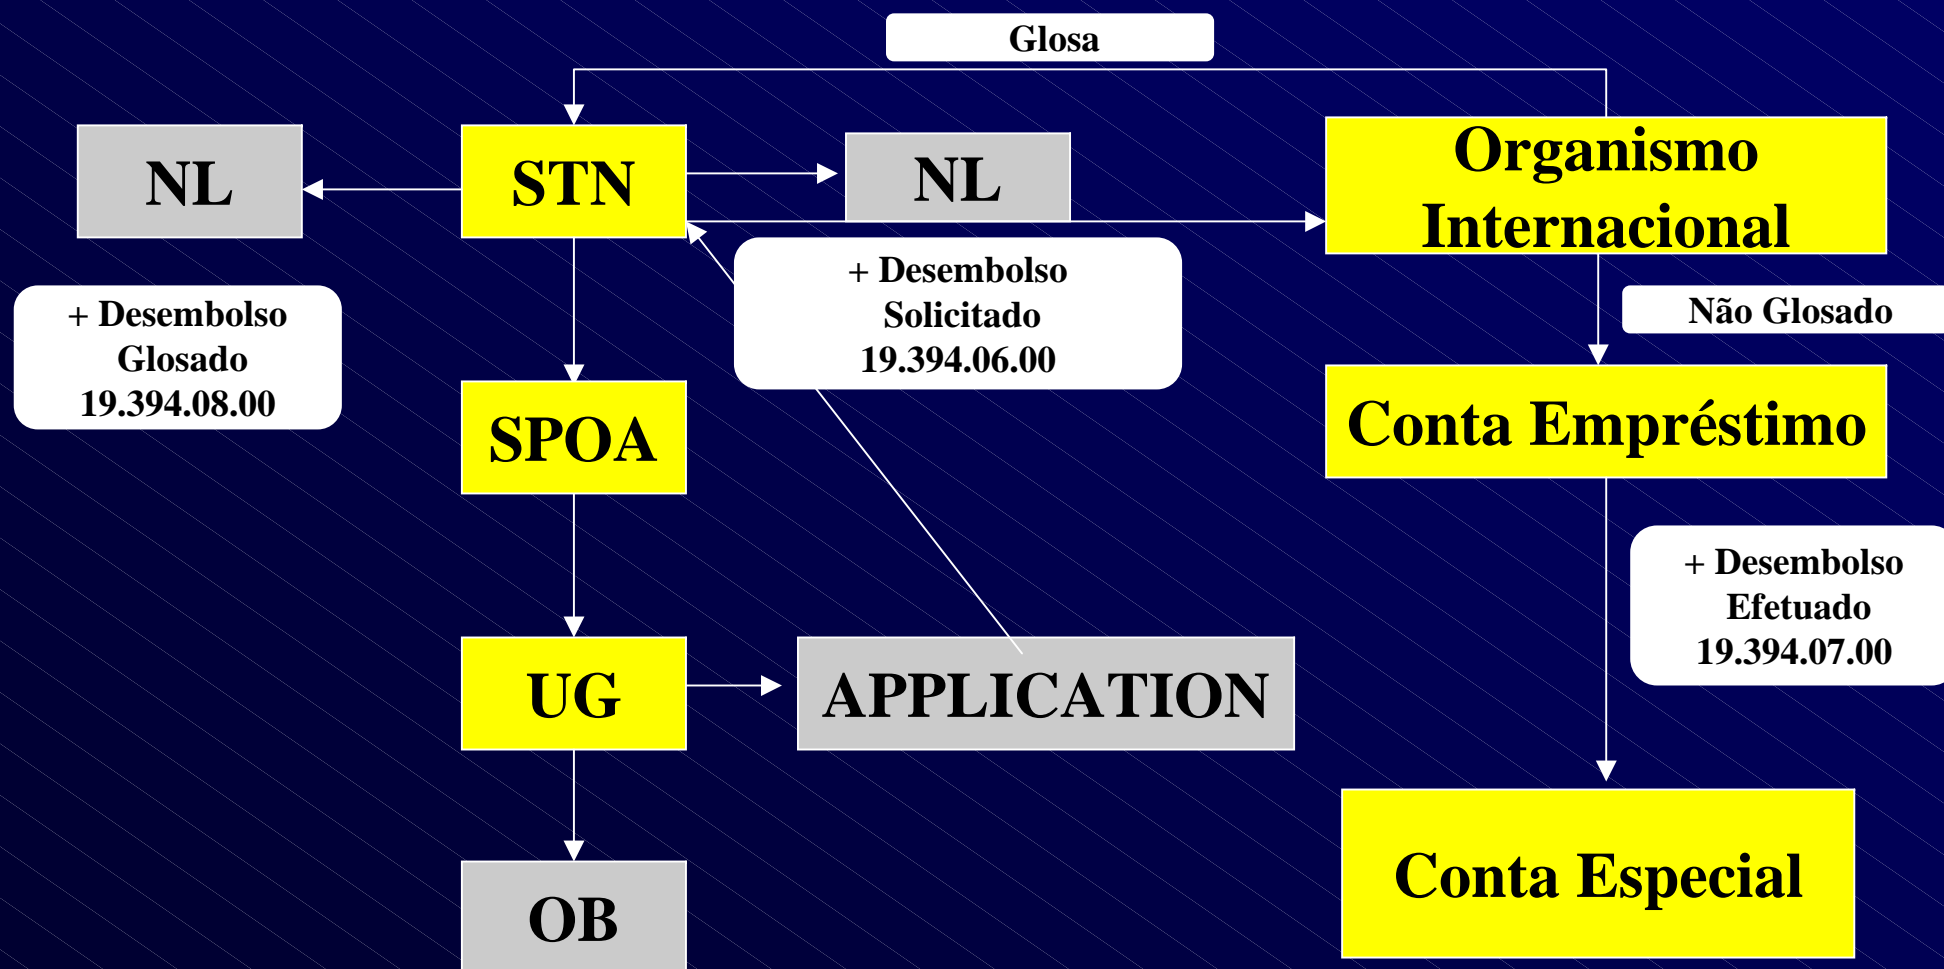 Glosa
NL
STN
NL
Organismo
Internacional
+ Desembolso
Glosado
19.394.08.00
+ Desembolso
Solicitado
19.394.06.00
Não Glosado
SPOA
Conta Empréstimo
+ Desembolso
Efetuado
19.394.07.00
UG
APPLICATION
OB
Conta Especial